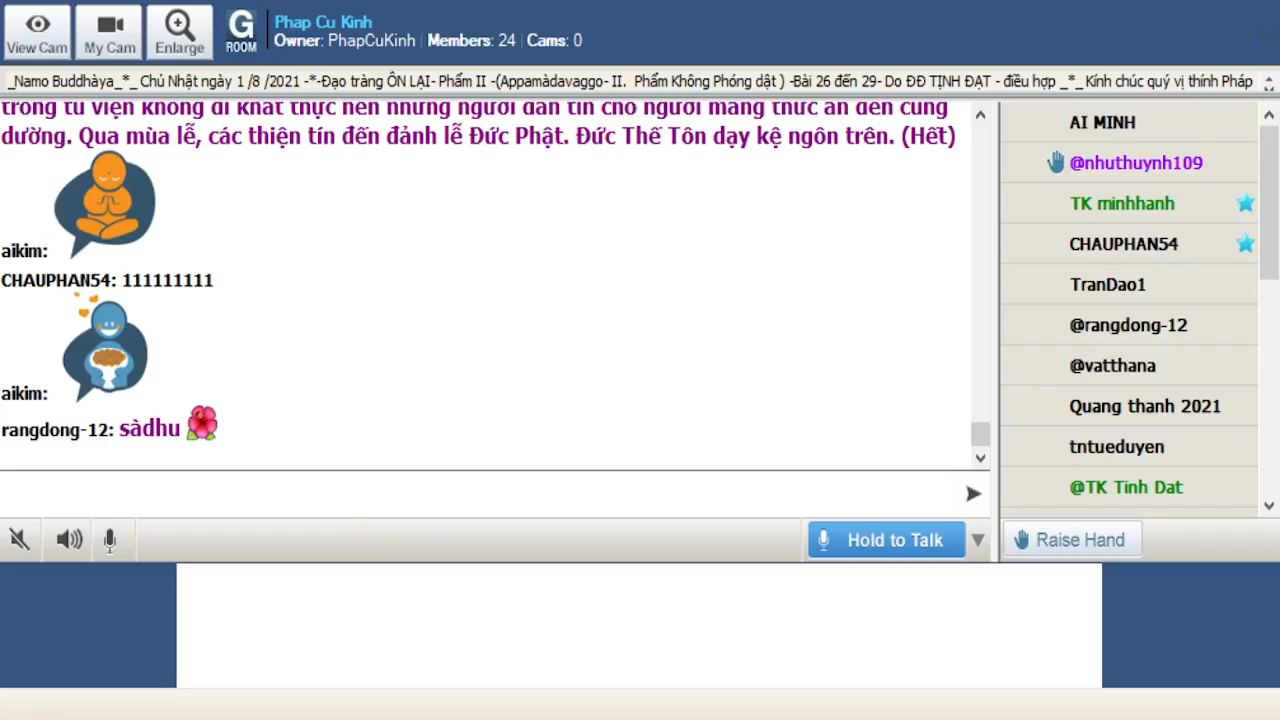 View Cam
My Cam
Enlarge
G
ROOM
Phap Cu Kinh
Owner: PhapCuKinh | Members: 24 | Cams: 0
_Namo Buddhàya_*_ Chủ Nhật ngày 1 /8 /2021 -*-Đạo tràng ÔN LẠI- Phẩm II -(Appamàdavaggo- II. Phẩm Không Phóng dật ) -Bài 26 đến 29- Do ĐĐ TỊNH ĐẠT - điều hợp _*_Kính chúc quý vị thính Pháp
trong tu viện không đi khất thực nên những người dân tin cho người mang thức ăn đến cúng
dường. Qua mùa lễ, các thiện tín đến đảnh lễ Đức Phật. Đức Thế Tôn dạy kệ ngôn trên. (Hết)
aikim:
CHAUPHAN54: 111111111
aikim:
rangdong-12: sàdhu
AI MINH
@nhuthuynh109
TK minhhanh
CHAUPHAN54
TranDao1
@rangdong-12
@vatthana
Quang thanh 2021
tntueduyen
@TK Tinh Dat
Hold to Talk
Raise Hand